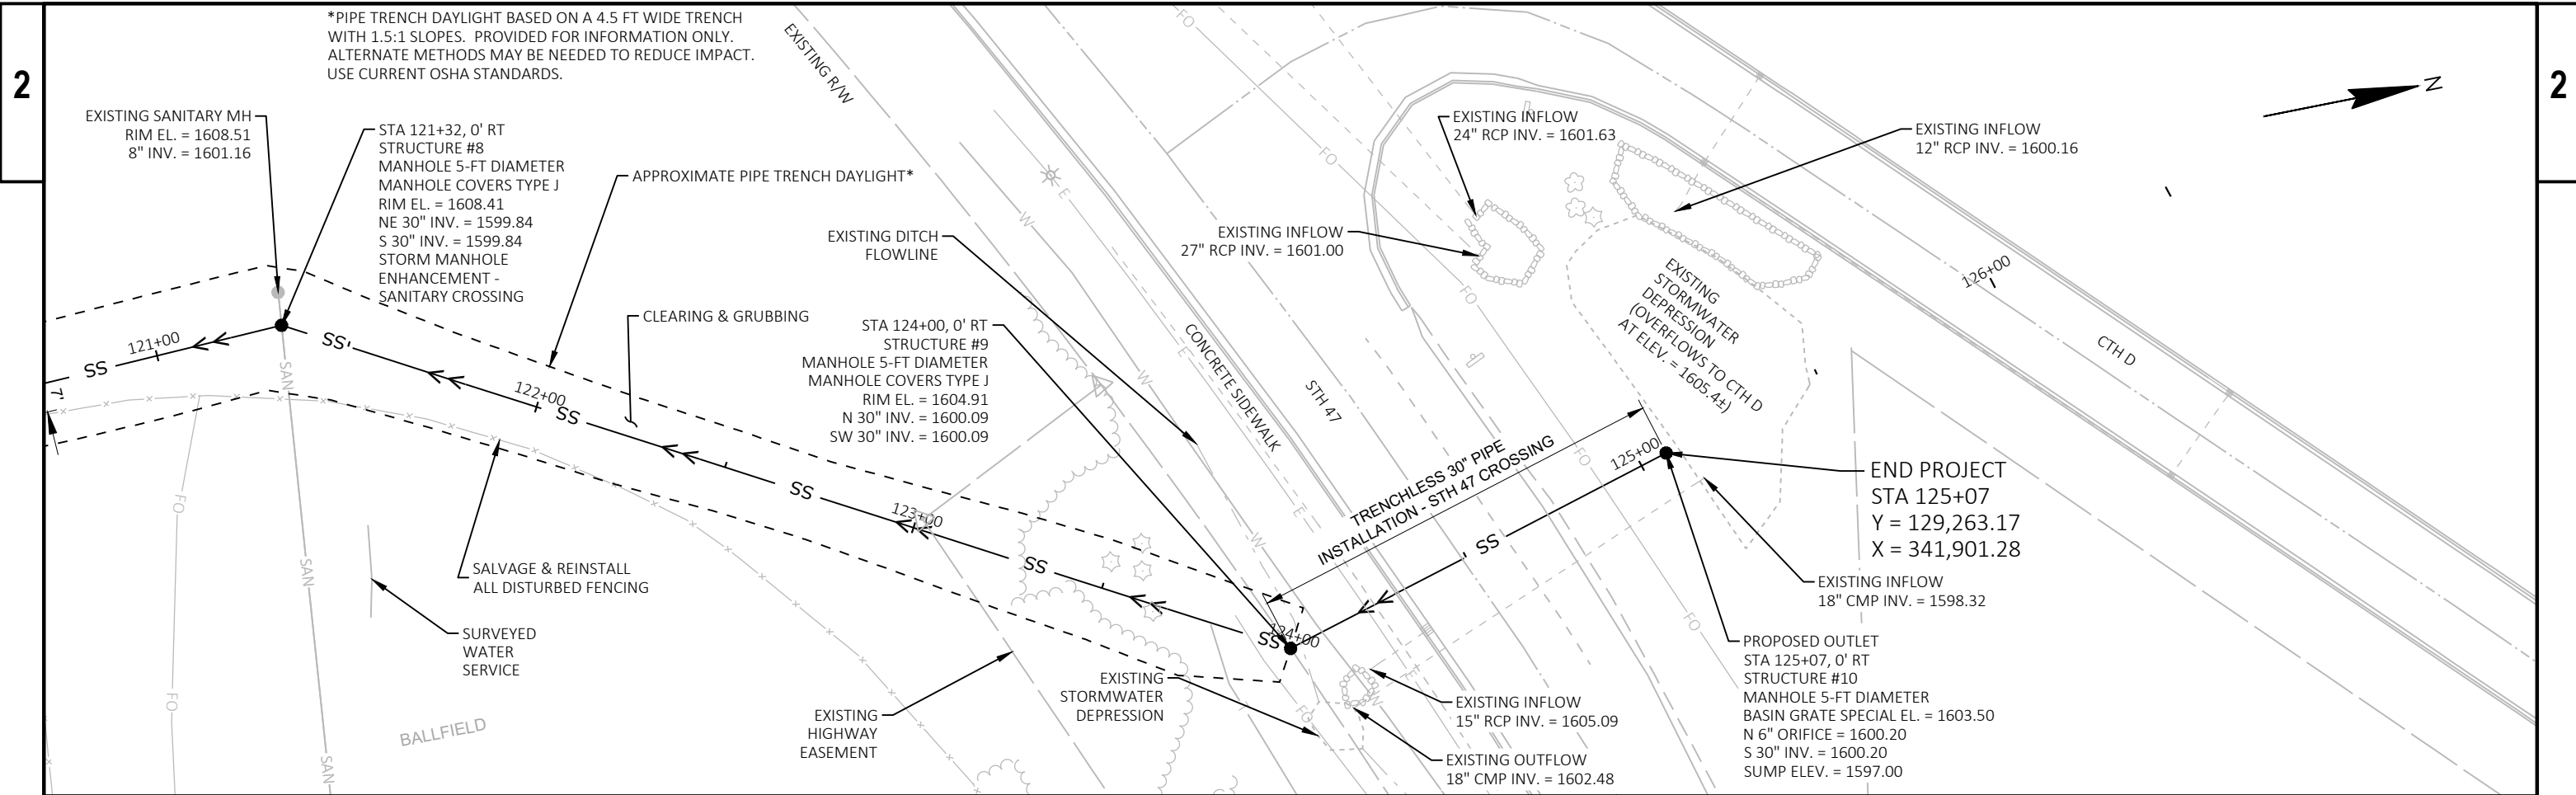 2
*PIPE TRENCH DAYLIGHT BASED ON A 4.5 FT WIDE TRENCH
WITH 1.5:1 SLOPES.  PROVIDED FOR INFORMATION ONLY.
ALTERNATE METHODS MAY BE NEEDED TO REDUCE IMPACT.
USE CURRENT OSHA STANDARDS.
2
N
EXISTING R/W
EXISTING SANITARY MH
RIM EL. = 1608.51
8" INV. = 1601.16
STA 121+32, 0' RT
STRUCTURE #8
MANHOLE 5-FT DIAMETER
MANHOLE COVERS TYPE J
RIM EL. = 1608.41
NE 30" INV. = 1599.84
S 30" INV. = 1599.84
STORM MANHOLE
ENHANCEMENT -
SANITARY CROSSING
APPROXIMATE PIPE TRENCH DAYLIGHT*
EXISTING DITCH
FLOWLINE
CLEARING & GRUBBING
STA 124+00, 0' RT
STRUCTURE #9
MANHOLE 5-FT DIAMETER
MANHOLE COVERS TYPE J
RIM EL. = 1604.91
N 30" INV. = 1600.09
SW 30" INV. = 1600.09
EXISTING INFLOW
24" RCP INV. = 1601.63
EXISTING INFLOW
27" RCP INV. = 1601.00
EXISTING INFLOW
12" RCP INV. = 1600.16
EXISTING
STORMWATER
DEPRESSION
(OVERFLOWS TO CTH D
AT ELEV. = 1605.4±)
126+00
CTH D
CONCRETE SIDEWALK
STH 47
TRENCHLESS 30" PIPE
INSTALLATION - STH 47 CROSSING
125+00
END PROJECT
STA 125+07
Y = 129,263.17
X = 341,901.28
EXISTING INFLOW
18" CMP INV. = 1598.32
PROPOSED OUTLET
STA 125+07, 0' RT
STRUCTURE #10
MANHOLE 5-FT DIAMETER
BASIN GRATE SPECIAL EL. = 1603.50
N 6" ORIFICE = 1600.20
S 30" INV. = 1600.20
SUMP ELEV. = 1597.00
EXISTING INFLOW
15" RCP INV. = 1605.09
EXISTING OUTFLOW
18" CMP INV. = 1602.48
EXISTING
STORMWATER
DEPRESSION
EXISTING
HIGHWAY
EASEMENT
SALVAGE & REINSTALL
ALL DISTURBED FENCING
SURVEYED
WATER
SERVICE
BALLFIELD
121+00
122+00
123+00
124+00
7'
SS
SS
SS
SS
SS
SS
SS
SAN
SAN
SAN
FO
FO
FO
FO
FO
FO
FO
FO
W
W
W
W
E
E
E
E